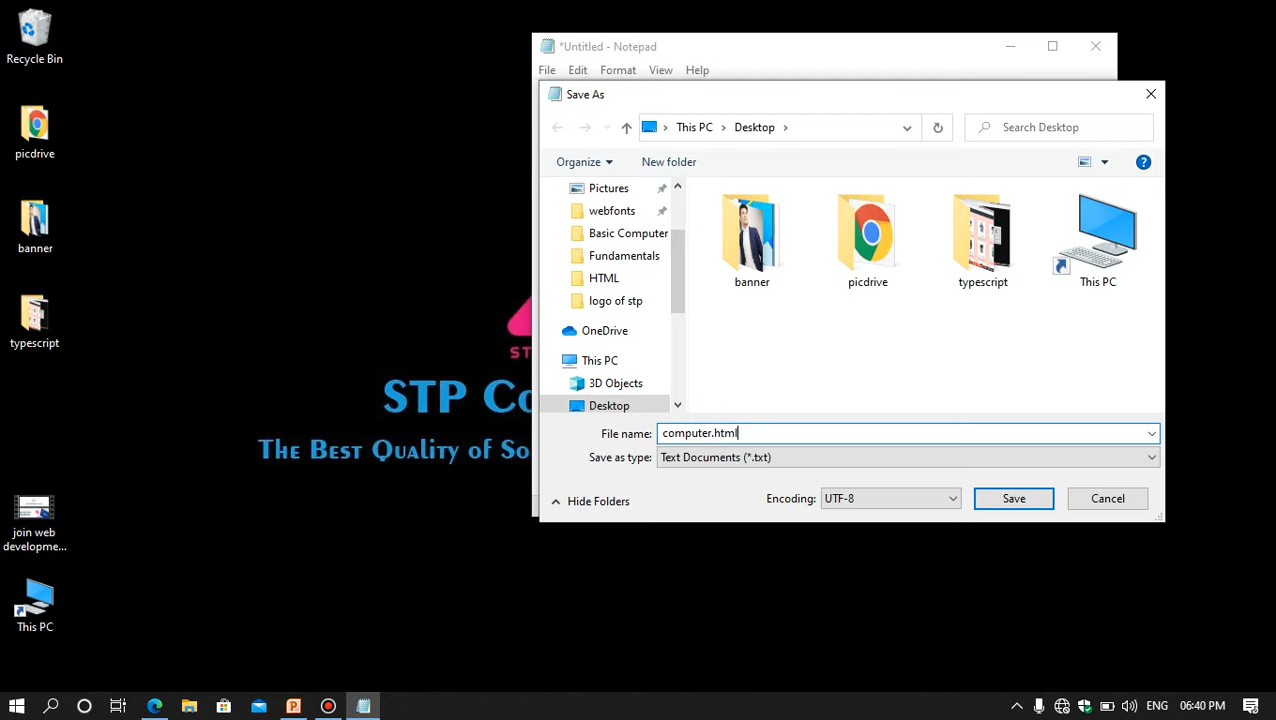 Recycle Bin
picdrive
banner
typescript
join web
developme...
This PC
ST
STP Co
The Best Quality of So
*Untitled - Notepad
File Edit Format View Help
Save As
This PC Desktop
Search Desktop
Organize New folder
Pictures
webfonts
Basic Computer
Fundamentals
HTML
logo of stp
OneDrive
This PC
3D Objects
Desktop
banner
picdrive
typescript
This PC
File name: computer.html
Save as type: Text Documents (*.txt)
Hide Folders
Encoding: UTF-8
Save
Cancel
ENG 06:40 PM